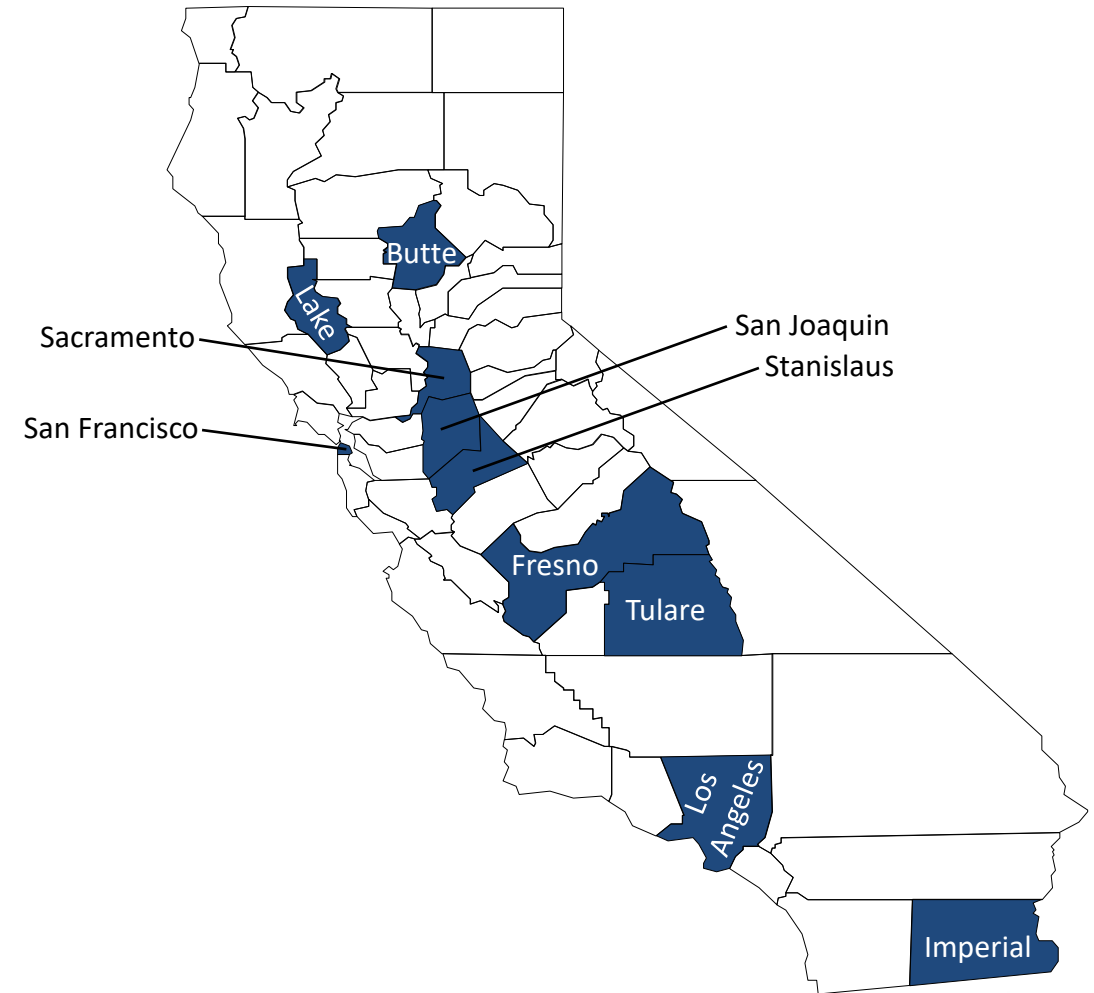 Butte
Lake
Sacramento
San Joaquin
Stanislaus
San Francisco
Fresno
Tulare
Los
Angeles
Imperial